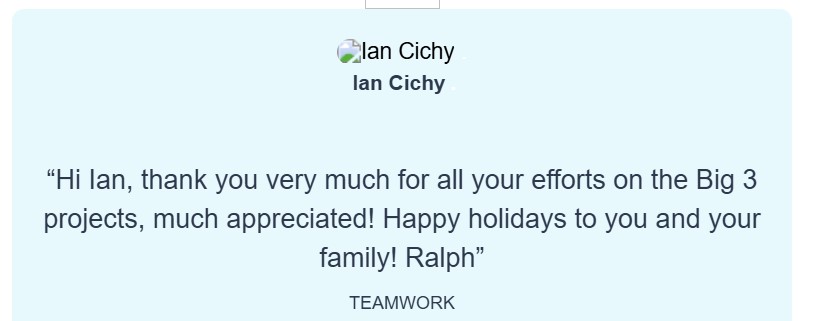 Ian Cichy
Ian Cichy
“Hi Ian, thank you very much for all your efforts on the Big 3
projects, much appreciated! Happy holidays to you and your
family! Ralph”
TEAMWORK